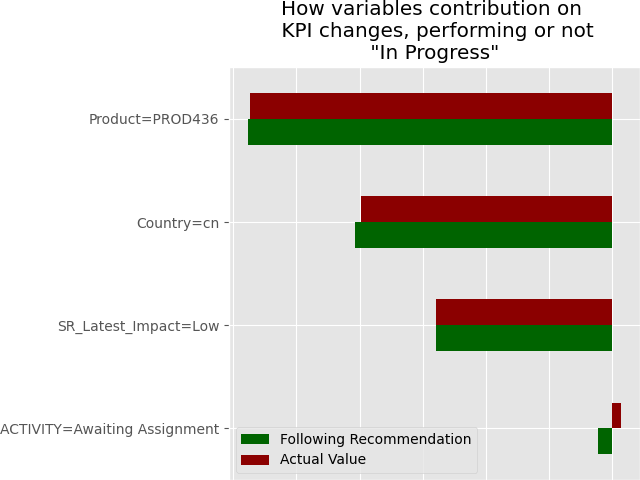 How variables contribution on
KPI changes, performing or not
"In Progress"
Product=PROD436
Country=cn
SR_Latest_Impact=Low
ACTIVITY=Awaiting Assignment
Following Recommendation
Actual Value